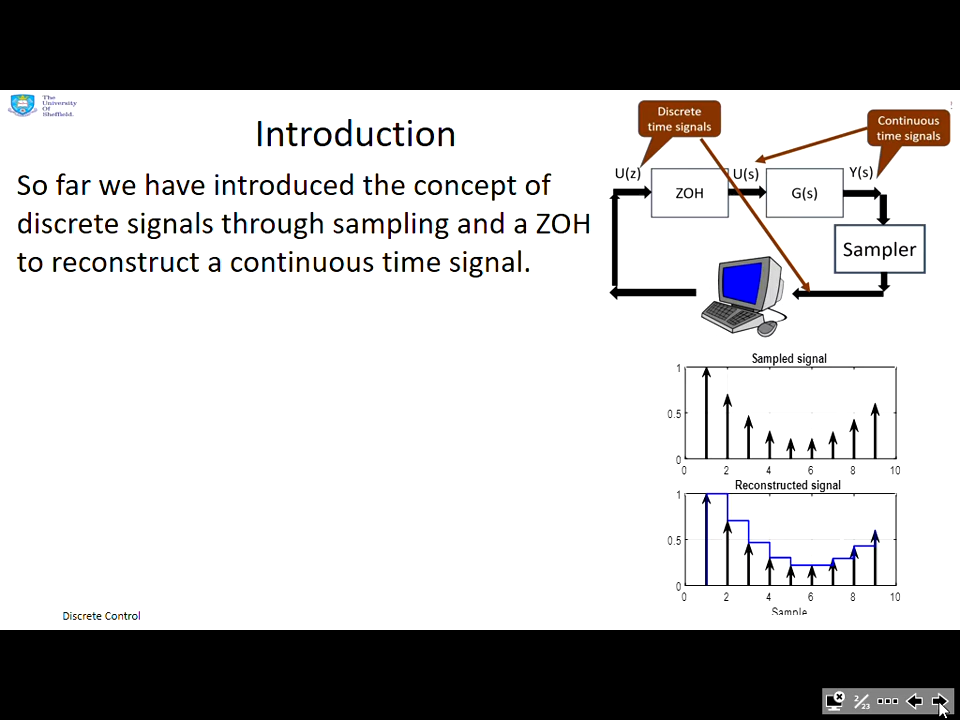 The
University
Of
Sheffield.
Introduction
So far we have introduced the concept of
discrete signals through sampling and a ZOH
to reconstruct a continuous time signal.
Discrete
time signals
Continuous
time signals
U(z)
ZOH
U(s)
G(s)
Y(s)
Sampler
Sampled signal
1
0.5
0
0 2 4 6 8 10
Reconstructed signal
1
0.5
0
0 2 4 6 8 10
Sample
Discrete Control
2/23